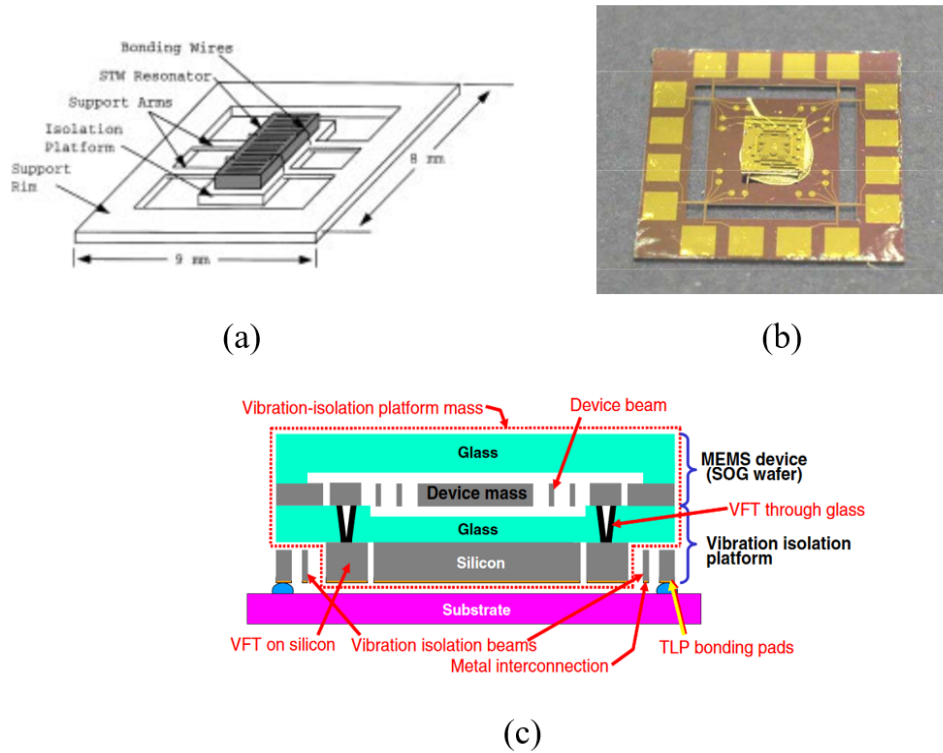 Bonding Wires
STW Resonator
Support Arms
Isolation
Platform
Support
Rim
8 mm
9 mm
(a)
(b)
Vibration-isolation platform mass
Device beam
Glass
MEMS device
(SOG wafer)
Device mass
VFT through glass
Glass
Vibration isolation
platform
Silicon
Substrate
VFT on silicon
Vibration isolation beams
TLP bonding pads
Metal interconnection
(c)